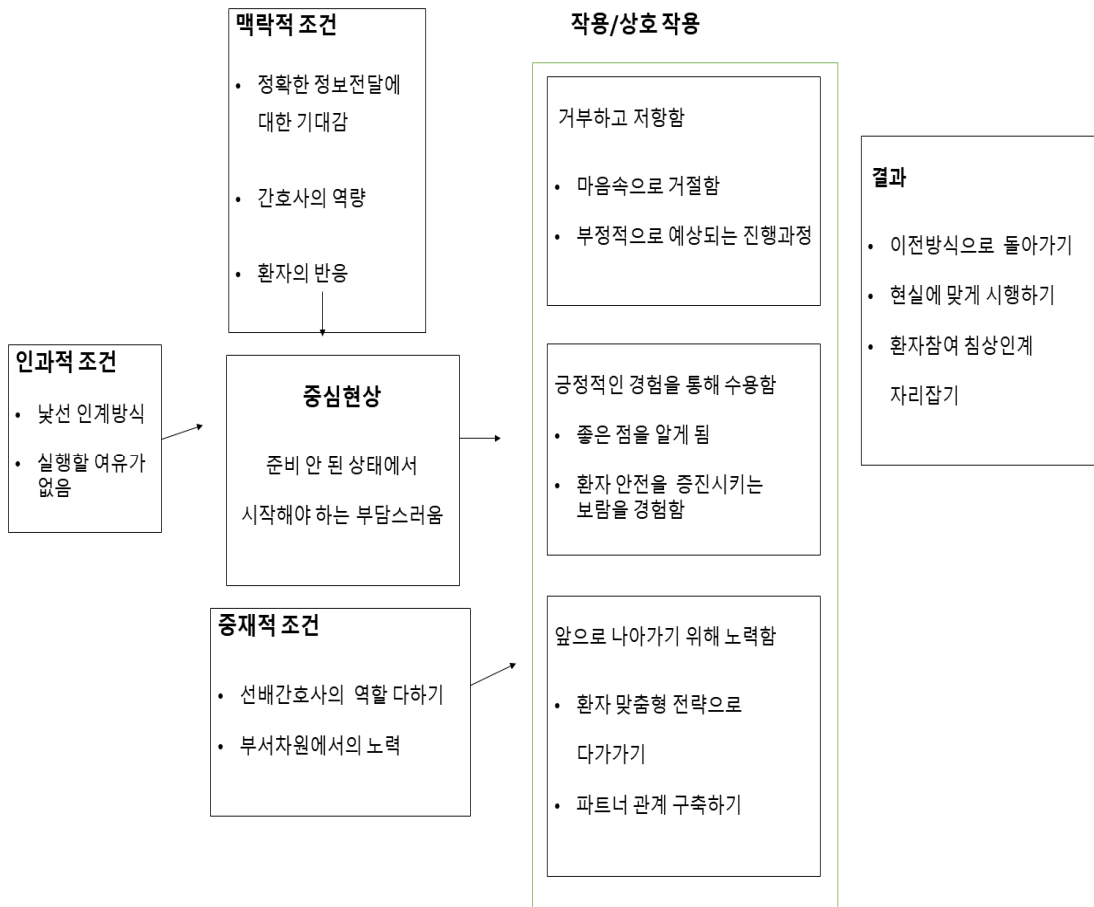 맥락적 조건
• 정확한 정보전달에
대한 기대감
• 간호사의 역량
• 환자의 반응
인과적 조건
• 낯선 인계방식
• 실행할 여유가
없음
중심현상
준비 안 된 상태에서
시작해야 하는 부담스러움
중재적 조건
• 선배간호사의 역할 다하기
• 부서차원에서의 노력
작용/상호 작용
거부하고 저항함
• 마음속으로 거절함
• 부정적으로 예상되는 진행과정
긍정적인 경험을 통해 수용함
• 좋은 점을 알게 됨
• 환자 안전을 증진시키는
보람을 경험함
앞으로 나아가기 위해 노력함
• 환자 맞춤형 전략으로
다가가기
• 파트너 관계 구축하기
결과
• 이전방식으로 돌아가기
• 현실에 맞게 시행하기
• 환자참여 침상인계
자리잡기